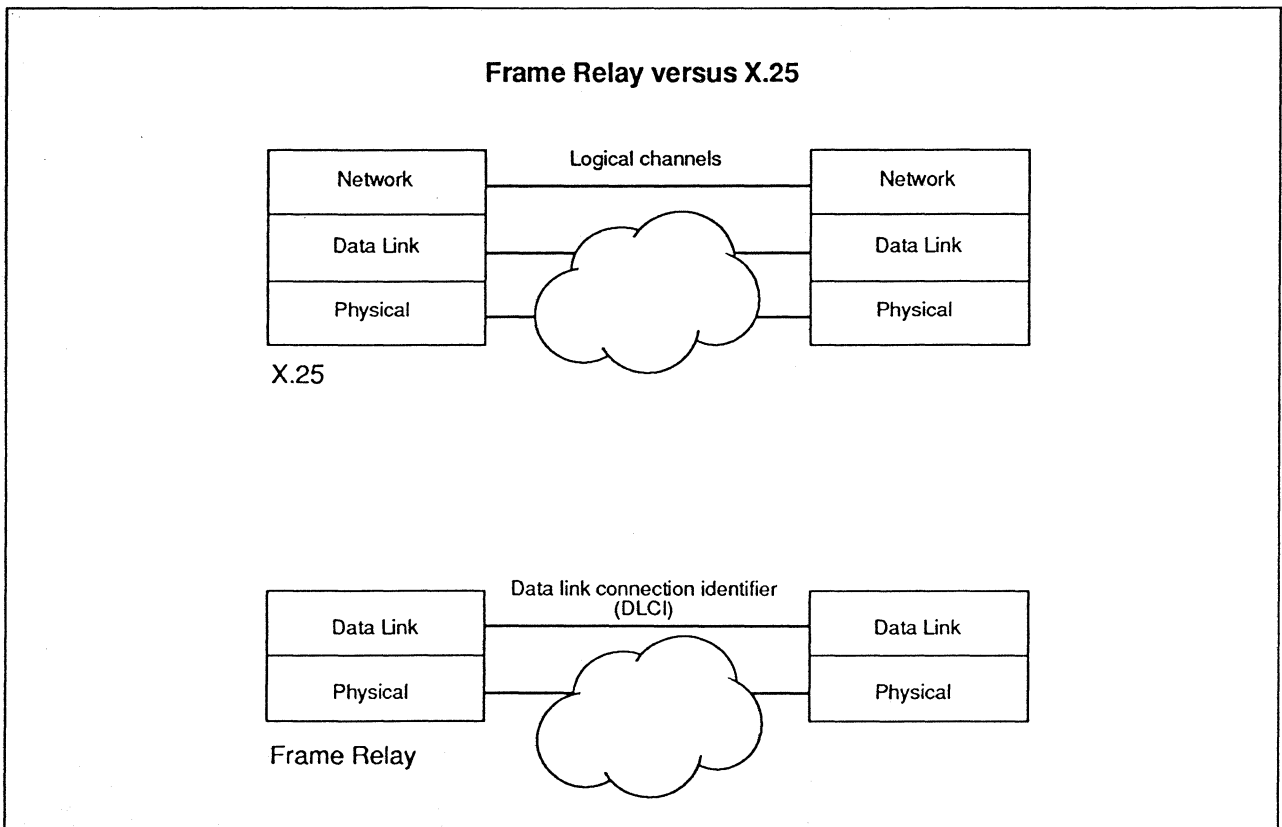 Frame Relay versus X.25
Logical channels
Network
Network
Data Link
Data Link
Physical
Physical
X.25
Data link connection identifier
(DLCI)
Data Link
Data Link
Physical
Physical
Frame Relay